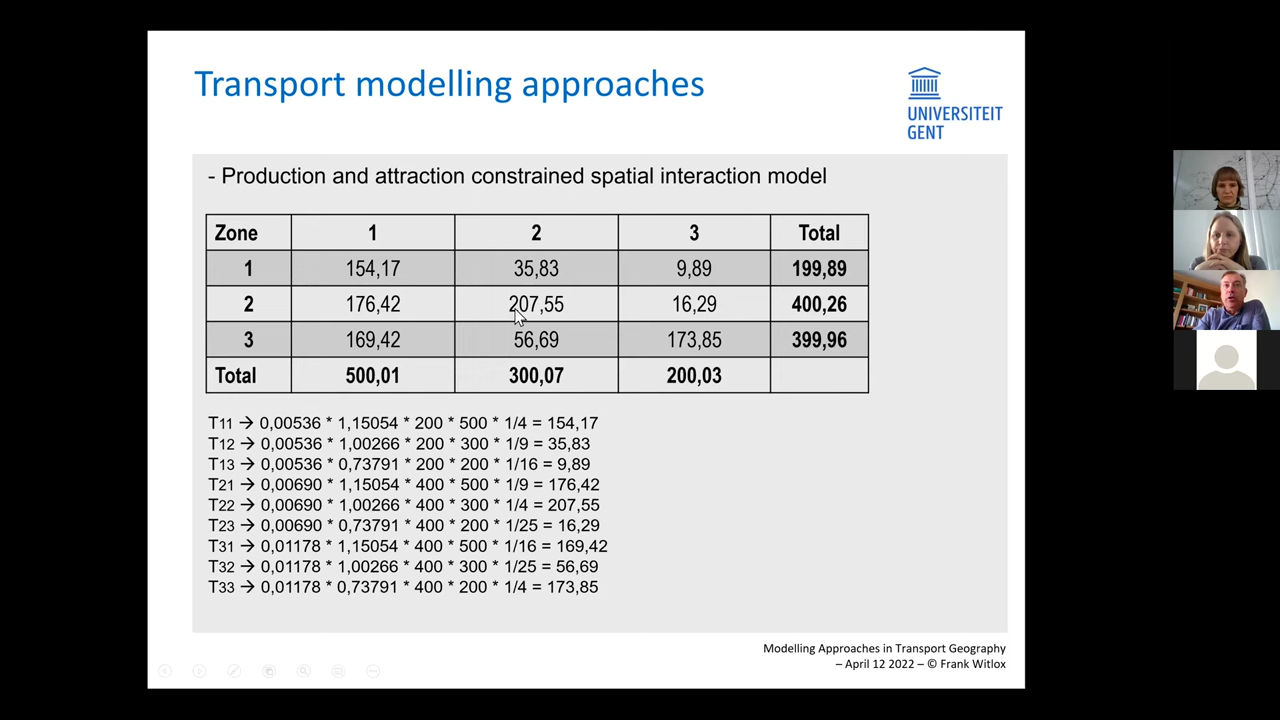 Transport modelling approaches
UNIVERSITEIT
GENT
- Production and attraction constrained spatial interaction model
Zone 1 2 3 Total
1 154,17 35,83 9,89 199,89
2 176,42 207,55 16,29 400,26
3 169,42 56,69 173,85 399,96
Total 500,01 300,07 200,03
T11 → 0,00536 * 1,15054 * 200 * 500 * 1/4 = 154,17
T12 → 0,00536 * 1,00266 * 200 * 300 * 1/9 = 35,83
T13 → 0,00536 * 0,73791 * 200 * 200 * 1/16 = 9,89
T21 → 0,00690 * 1,15054 * 400 * 500 * 1/9 = 176,42
T22 → 0,00690 * 1,00266 * 400 * 300 * 1/4 = 207,55
T23 → 0,00690 * 0,73791 * 400 * 200 * 1/25 = 16,29
T31 → 0,01178 * 1,15054 * 400 * 500 * 1/16 = 169,42
T32 → 0,01178 * 1,00266 * 400 * 300 * 1/25 = 56,69
T33 → 0,01178 * 0,73791 * 400 * 200 * 1/4 = 173,85
Modelling Approaches in Transport Geography
– April 12 2022 – © Frank Witlox